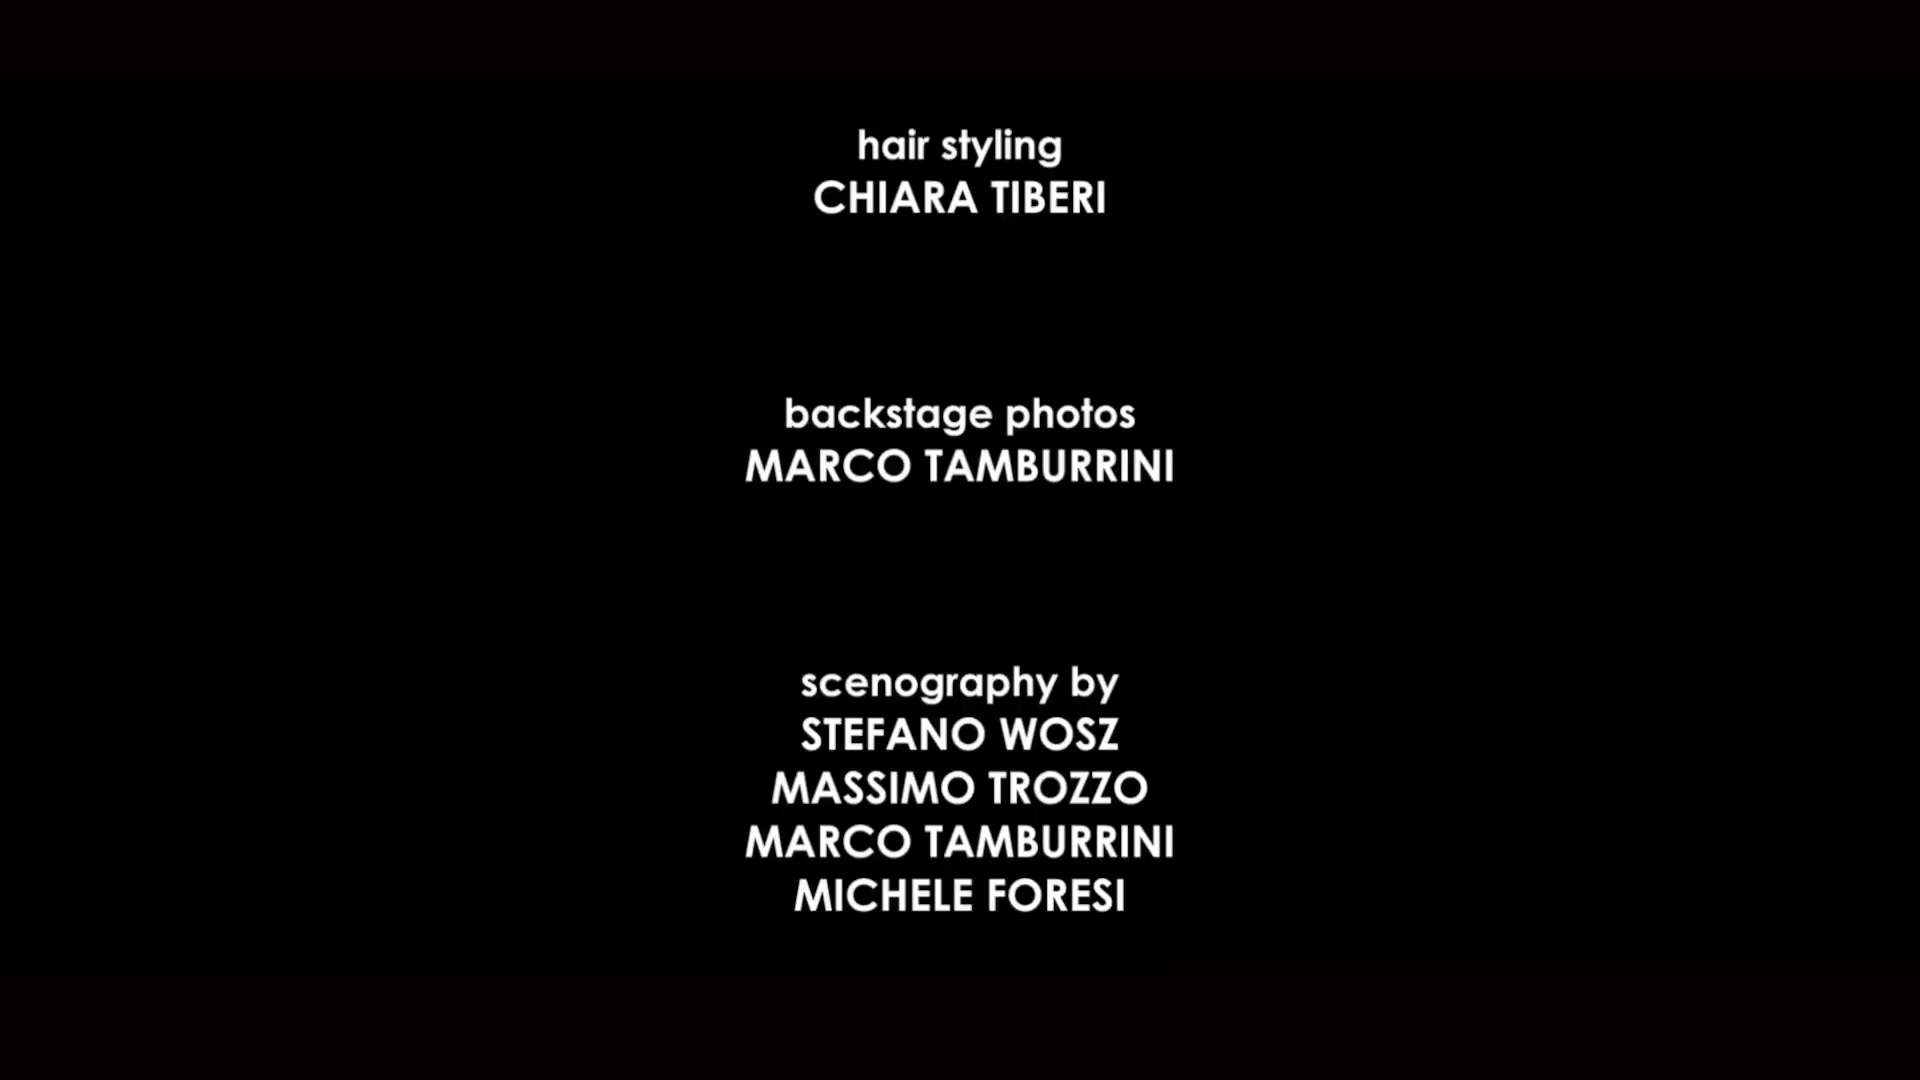 hair styling
CHIARA TIBERI
backstage photos
MARCO TAMBURRINI
scenography by
STEFANO WOSZ
MASSIMO TROZZO
MARCO TAMBURRINI
MICHELE FORESI